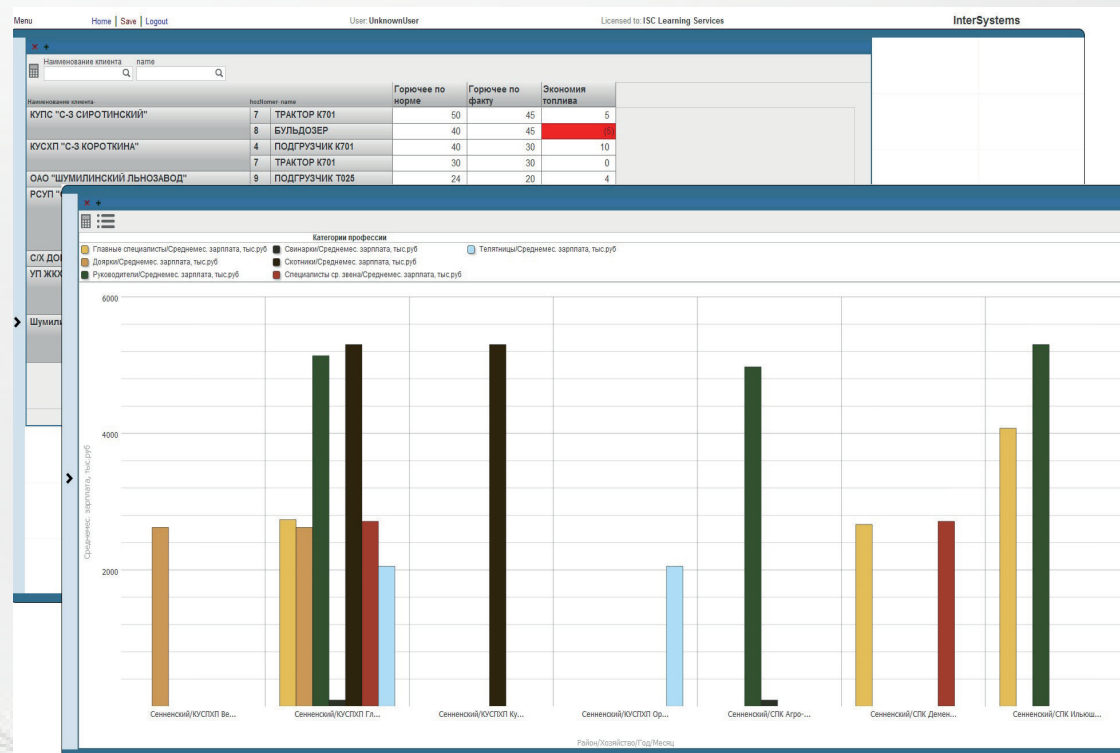 Menu Home | Save | Logout User: UnknownUser Licensed to: ISC Learning Services InterSystems
× +
Наименование клиента name
Наименование клиента hozNomer name Горючее по норме Горючее по факту Экономия топлива
КУПС "С-З СИРОТИНСКИЙ" 7 ТРАКТОР К701 50 45 5
8 БУЛЬДОЗЕР 40 45 (5)
КУСХП "С-З КОРОТКИНА" 4 ПОДГРУЗЧИК К701 40 30 10
7 ТРАКТОР К701 30 30 0
ОАО "ШУМИЛИНСКИЙ ЛЬНОЗАВОД" 9 ПОДГРУЗЧИК Т025 24 20 4
РСУП "
С/Х
УП ЖКХ
Шумили
× +
Категории профессии
Главные специалисты/Среднемес. зарплата, тыс.руб Свинарки/Среднемес. зарплата, тыс.руб Телятницы/Среднемес. зарплата, тыс.руб
Доярки/Среднемес. зарплата, тыс.руб Скотники/Среднемес. зарплата, тыс.руб
Руководители/Среднемес. зарплата, тыс.руб Специалисты ср. звена/Среднемес. зарплата, тыс.руб
6000
4000
2000
Среднемес. зарплата, тыс.руб
Сенненский/КУСПХП Ве... Сенненский/КУСПХП Гл... Сенненский/КУСПХП Ку... Сенненский/КУСПХП Ор... Сенненский/СПК Агро-... Сенненский/СПК Демен... Сенненский/СПК Ильюш...
Район/Хозяйство/Год/Месяц